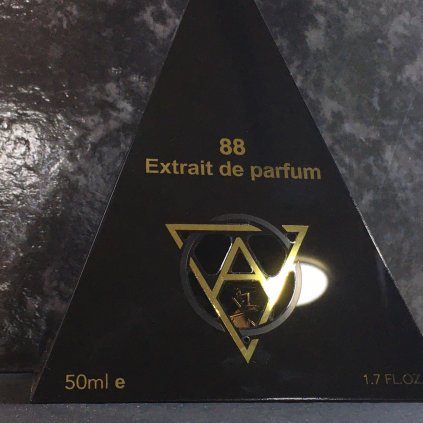 88
Extrait de parfum
50ml e
1.7 FL.OZ